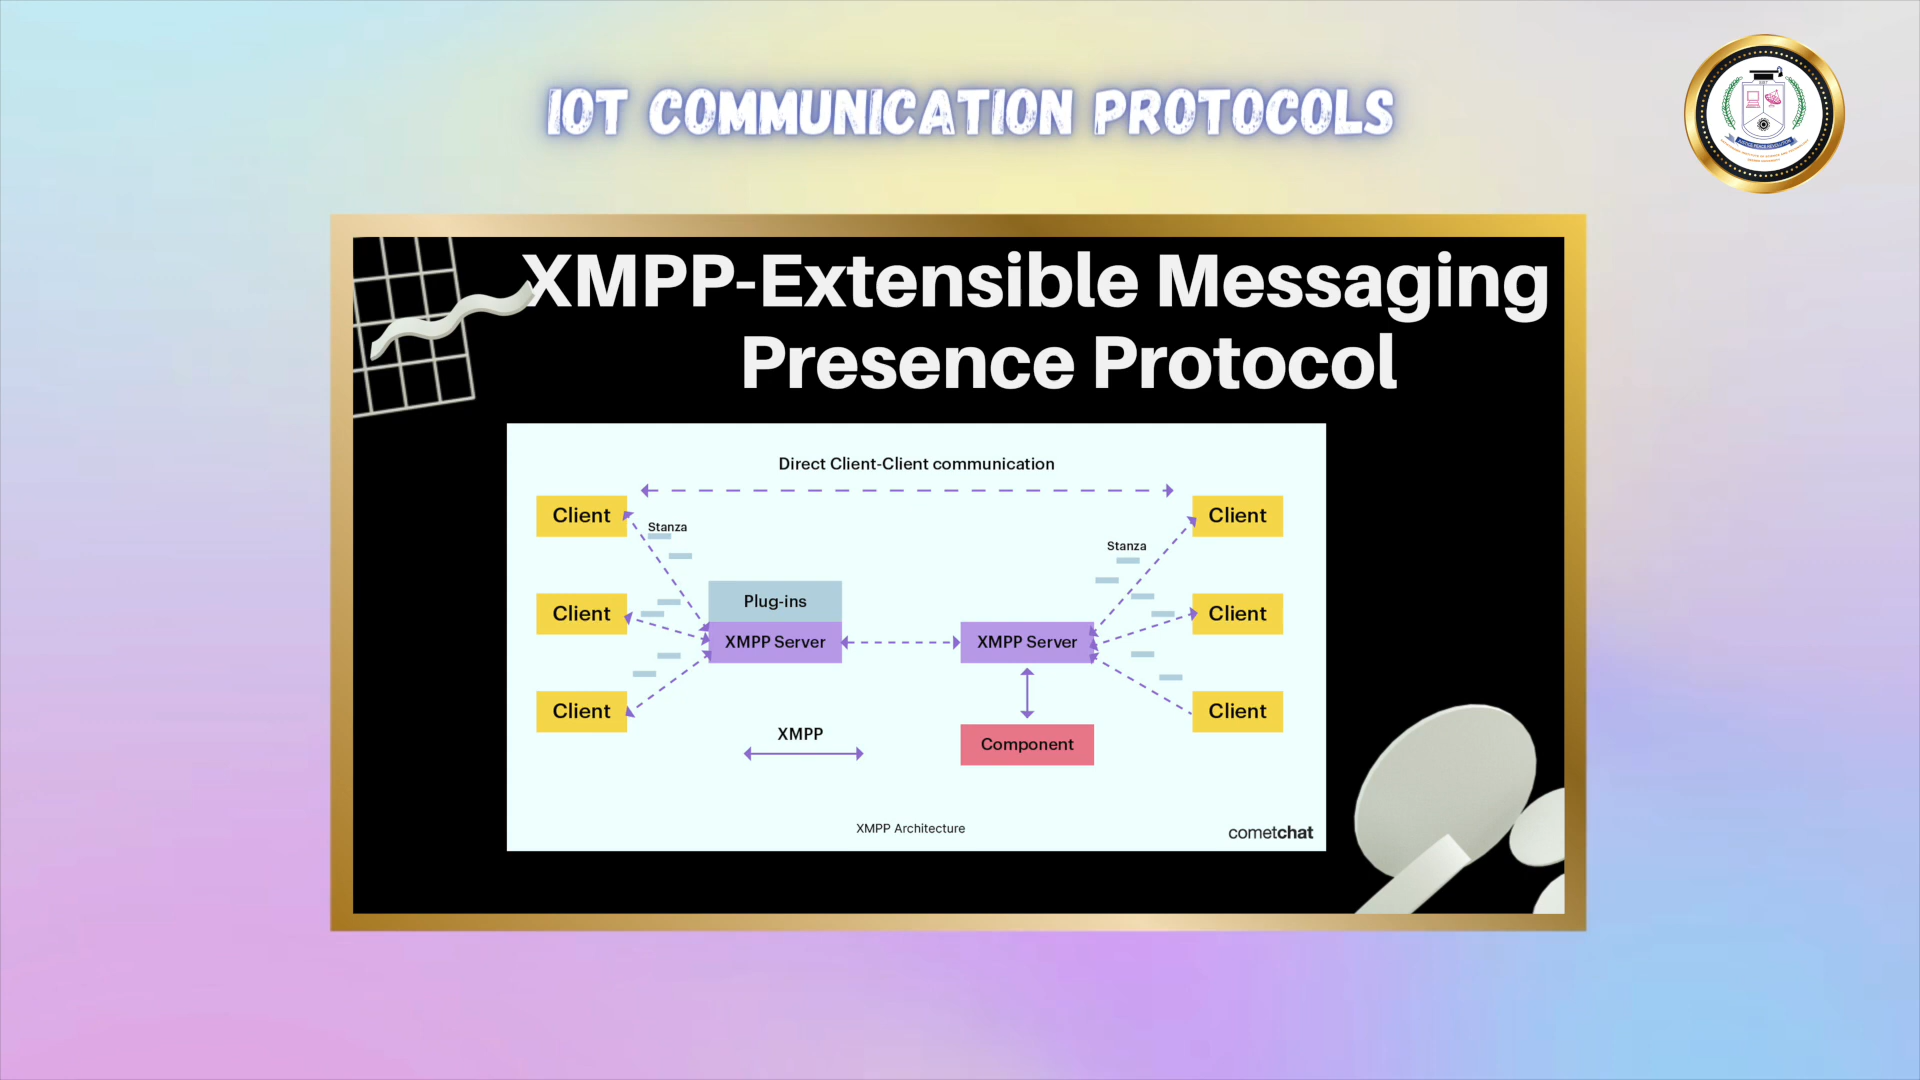 IOT COMMUNICATION PROTOCOLS
XMPP-Extensible Messaging
Presence Protocol
Direct Client-Client communication
Client
Client
Stanza
Stanza
Plug-ins
Client
Client
XMPP Server
XMPP Server
Client
Client
XMPP
Component
XMPP Architecture
cometchat